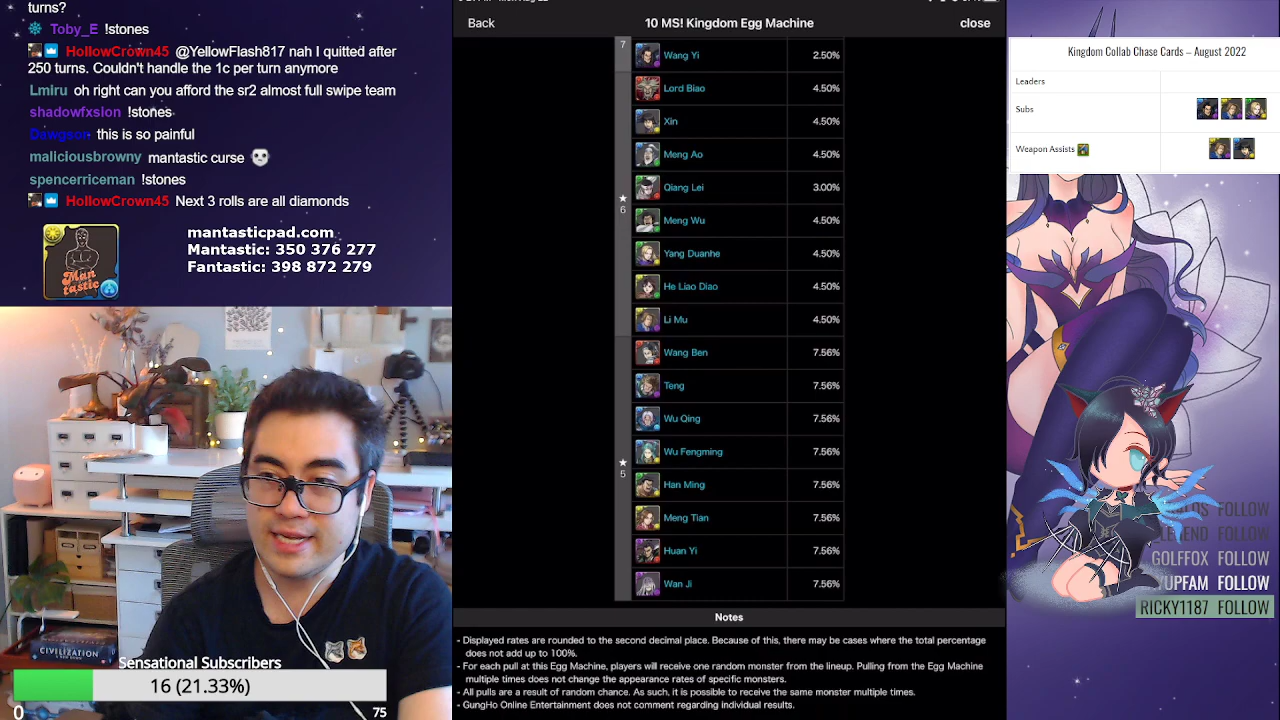 turns?
Toby_E !stones
HollowCrown45 @YellowFlash817 nah I quitted after
250 turns. Couldn't handle the 1c per turn anymore
Lmiru oh right can you afford the sr2 almost full swipe team
shadowfxsion !stones
Dawgson this is so painful
maliciousbrowny mantastic curse
spencerriceman !stones
HollowCrown45 Next 3 rolls are all diamonds
Man
tastic
mantasticpad.com
Mantastic: 350 376 277
Fantastic: 398 872 279
CIVILIZATION
Sensational Subscribers
16 (21.33%)
0
75
Back
10 MS! Kingdom Egg Machine
close
7
Wang Yi 2.50%
Lord Biao 4.50%
Xin 4.50%
Meng Ao 4.50%
Qiang Lei 3.00%
★
6
Meng Wu 4.50%
Yang Duanhe 4.50%
He Liao Diao 4.50%
Li Mu 4.50%
Wang Ben 7.56%
Teng 7.56%
Wu Qing 7.56%
Wu Fengming 7.56%
★
5
Han Ming 7.56%
Meng Tian 7.56%
Huan Yi 7.56%
Wan Ji 7.56%
Notes
- Displayed rates are rounded to the second decimal place. Because of this, there may be cases where the total percentage
does not add up to 100%.
- For each pull at this Egg Machine, players will receive one random monster from the lineup. Pulling from the Egg Machine
multiple times does not change the appearance rates of specific monsters.
- All pulls are a result of random chance. As such, it is possible to receive the same monster multiple times.
- GungHo Online Entertainment does not comment regarding individual results.
Kingdom Collab Chase Cards – August 2022
Leaders
Subs
Weapon Assists
FOLLOW
FOLLOW
GOLFFOX FOLLOW
YUPFAM FOLLOW
RICKY1187 FOLLOW